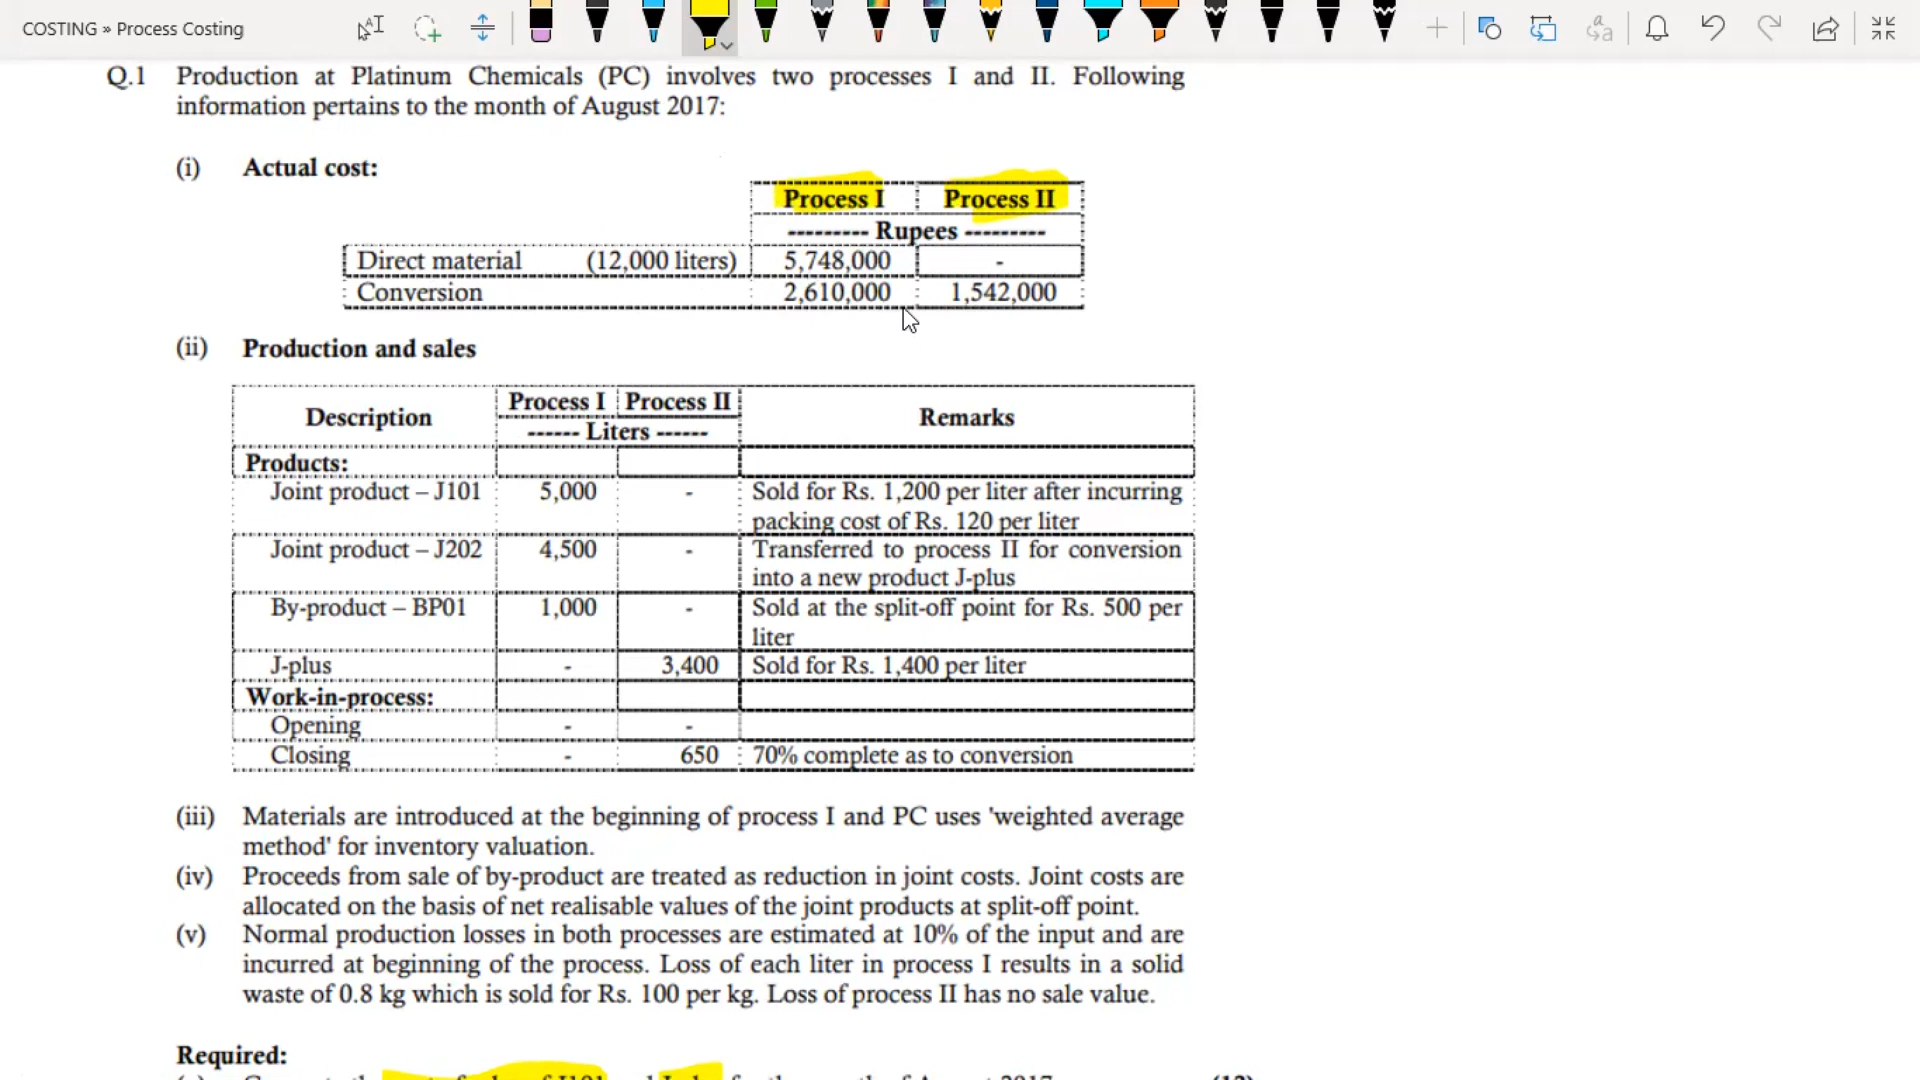 COSTING » Process Costing
Q.1 Production at Platinum Chemicals (PC) involves two processes I and II. Following
information pertains to the month of August 2017:
(i) Actual cost:
Process I Process II
--------- Rupees ---------
Direct material (12,000 liters) 5,748,000 -
Conversion 2,610,000 1,542,000
(ii) Production and sales
Description Process I Process II Remarks
------ Liters ------
Products:
Joint product – J101 5,000 - Sold for Rs. 1,200 per liter after incurring
packing cost of Rs. 120 per liter
Joint product – J202 4,500 - Transferred to process II for conversion
into a new product J-plus
By-product – BP01 1,000 - Sold at the split-off point for Rs. 500 per
liter
J-plus - 3,400 Sold for Rs. 1,400 per liter
Work-in-process:
Opening - -
Closing - 650 70% complete as to conversion
(iii) Materials are introduced at the beginning of process I and PC uses 'weighted average
method' for inventory valuation.
(iv) Proceeds from sale of by-product are treated as reduction in joint costs. Joint costs are
allocated on the basis of net realisable values of the joint products at split-off point.
(v) Normal production losses in both processes are estimated at 10% of the input and are
incurred at beginning of the process. Loss of each liter in process I results in a solid
waste of 0.8 kg which is sold for Rs. 100 per kg. Loss of process II has no sale value.
Required: